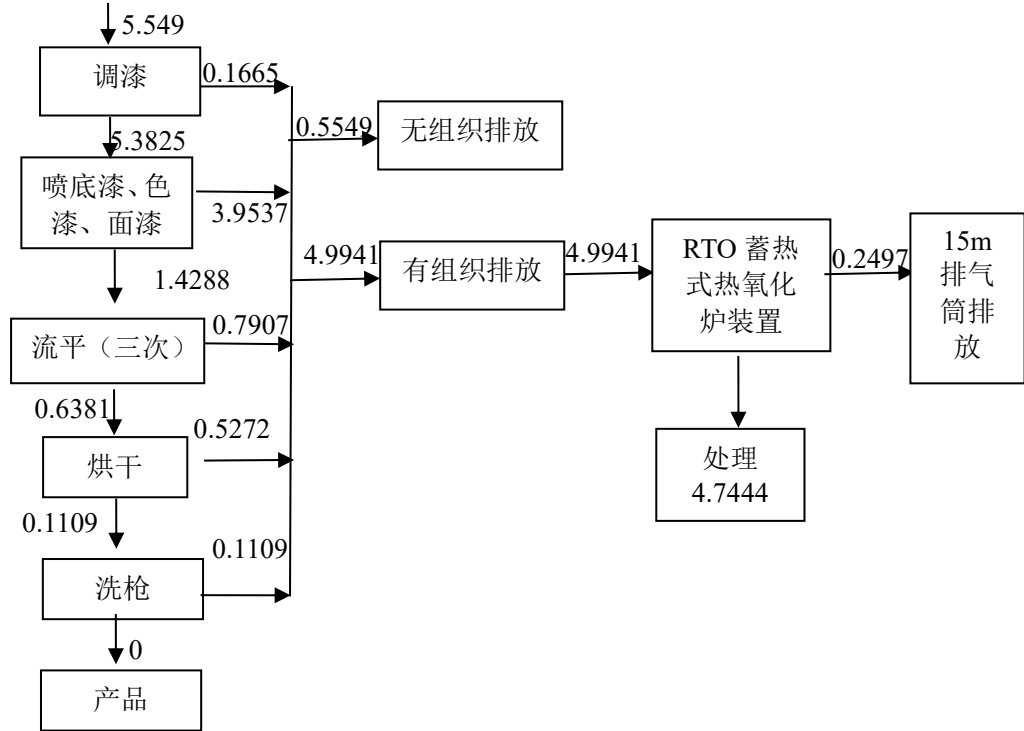 5.549
调漆
0.1665
5.3825
喷底漆、色
漆、面漆
3.9537
1.4288
流平（三次）
0.7907
0.6381
烘干
0.5272
0.1109
洗枪
0.1109
0
产品
0.5549
无组织排放
4.9941
有组织排放
4.9941
RTO 蓄热
式热氧化
炉装置
0.2497
15m
排气
筒排
放
处理
4.7444